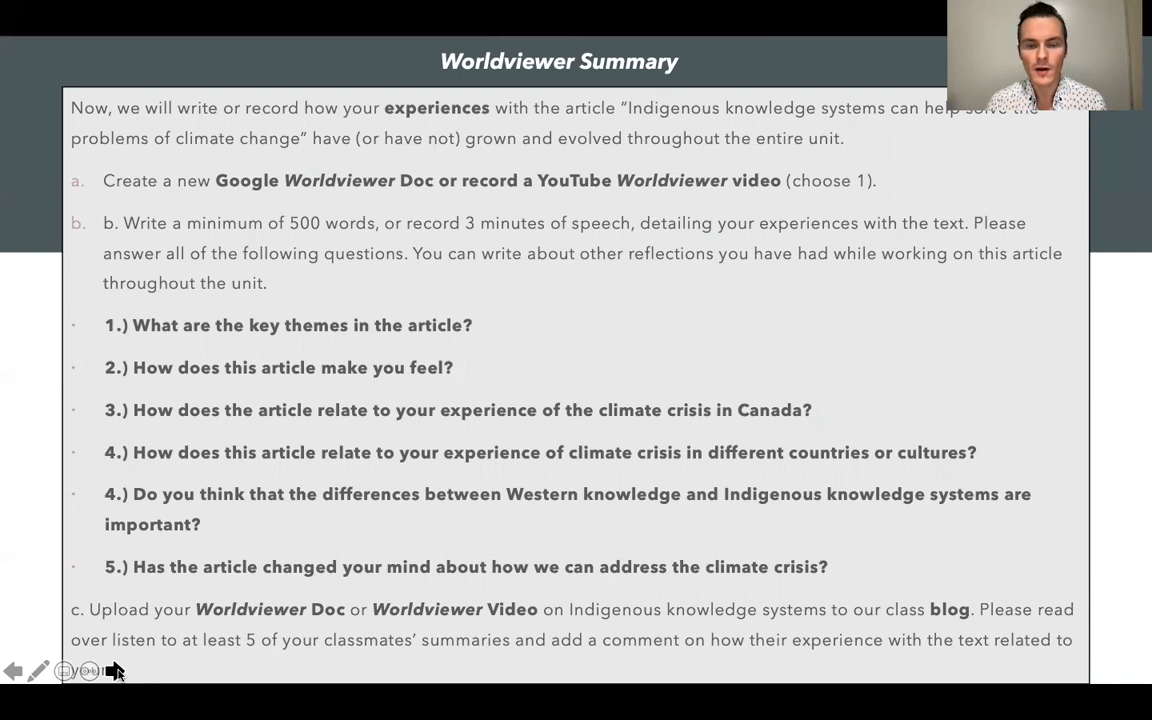 Worldviewer Summary
Now, we will write or record how your experiences with the article “Indigenous knowledge systems can help solve the
problems of climate change” have (or have not) grown and evolved throughout the entire unit.
a. Create a new Google Worldviewer Doc or record a YouTube Worldviewer video (choose 1).
b. b. Write a minimum of 500 words, or record 3 minutes of speech, detailing your experiences with the text. Please
answer all of the following questions. You can write about other reflections you have had while working on this article
throughout the unit.
· 1.) What are the key themes in the article?
· 2.) How does this article make you feel?
· 3.) How does the article relate to your experience of the climate crisis in Canada?
· 4.) How does this article relate to your experience of climate crisis in different countries or cultures?
· 4.) Do you think that the differences between Western knowledge and Indigenous knowledge systems are
important?
· 5.) Has the article changed your mind about how we can address the climate crisis?
c. Upload your Worldviewer Doc or Worldviewer Video on Indigenous knowledge systems to our class blog. Please read
over listen to at least 5 of your classmates’ summaries and add a comment on how their experience with the text related to